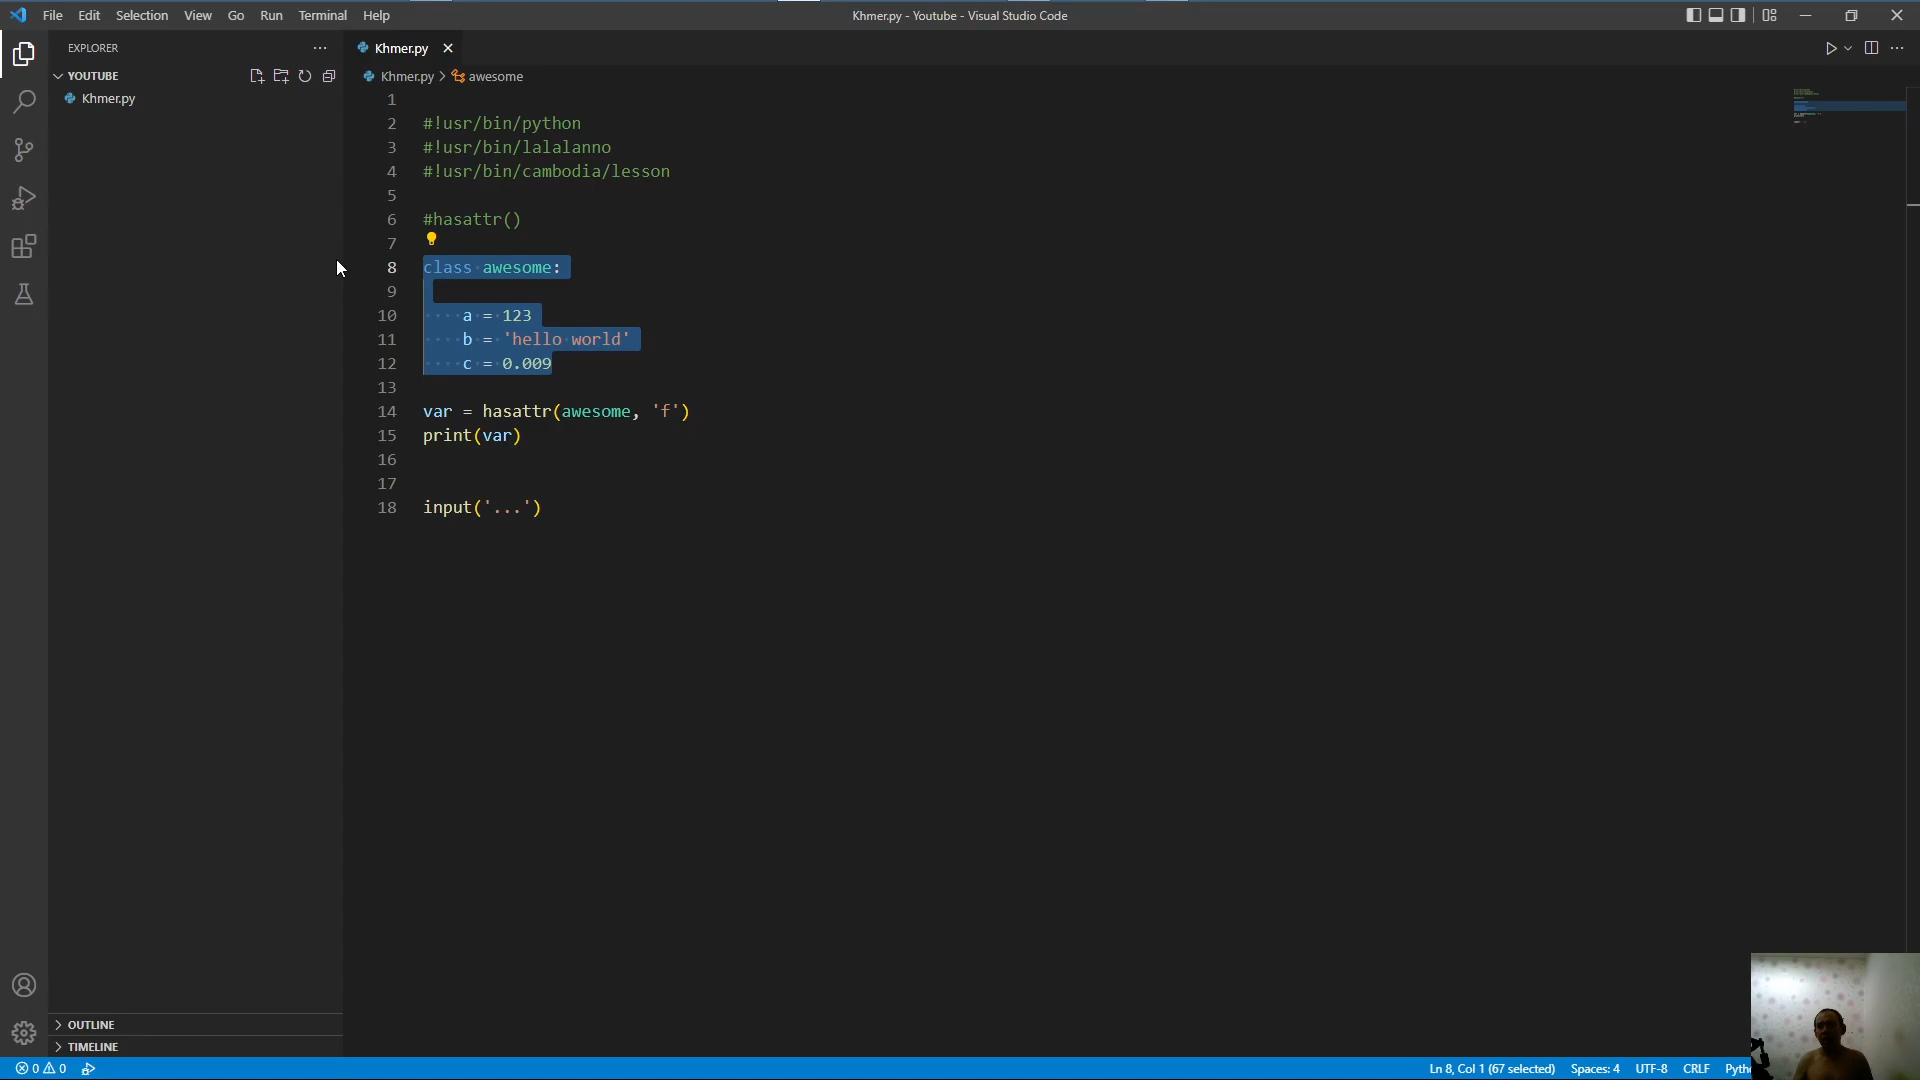 File Edit Selection View Go Run Terminal Help
Khmer.py - Youtube - Visual Studio Code
EXPLORER
YOUTUBE
Khmer.py
OUTLINE
TIMELINE
Khmer.py
Khmer.py > awesome
1
2 #!usr/bin/python
3 #!usr/bin/lalalanno
4 #!usr/bin/cambodia/lesson
5
6 #hasattr()
7
8 class awesome:
9
10 a = 123
11 b = 'hello world'
12 c = 0.009
13
14 var = hasattr(awesome, 'f')
15 print(var)
16
17
18 input('...')
0 0
Ln 8, Col 1 (67 selected) Spaces: 4 UTF-8 CRLF